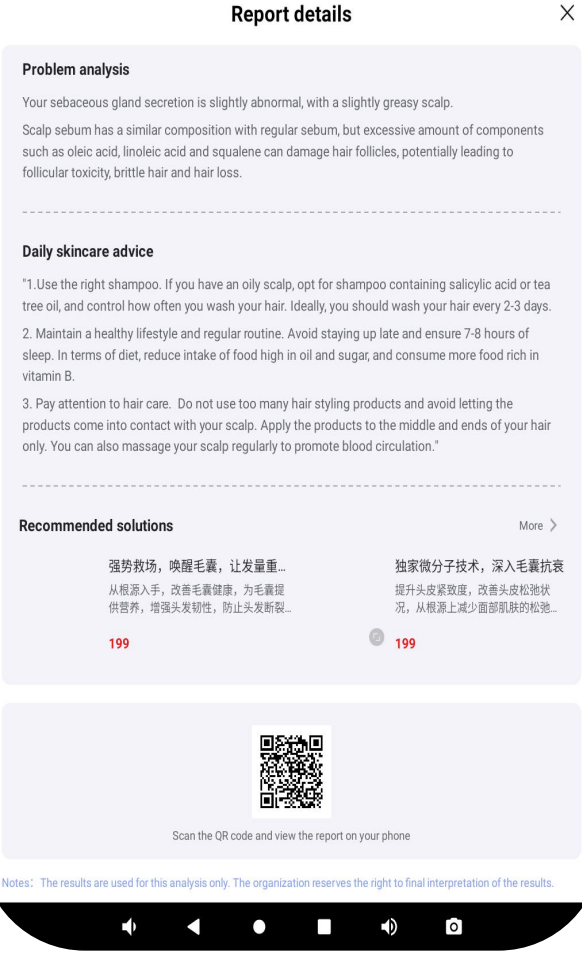 Report details
Problem analysis
Your sebaceous gland secretion is slightly abnormal, with a slightly greasy scalp.
Scalp sebum has a similar composition with regular sebum, but excessive amount of components
such as oleic acid, linoleic acid and squalene can damage hair follicles, potentially leading to
follicular toxicity, brittle hair and hair loss.
Daily skincare advice
"1.Use the right shampoo. If you have an oily scalp, opt for shampoo containing salicylic acid or tea
tree oil, and control how often you wash your hair. Ideally, you should wash your hair every 2-3 days.
2. Maintain a healthy lifestyle and regular routine. Avoid staying up late and ensure 7-8 hours of
sleep. In terms of diet, reduce intake of food high in oil and sugar, and consume more food rich in
vitamin B.
3. Pay attention to hair care.  Do not use too many hair styling products and avoid letting the
products come into contact with your scalp. Apply the products to the middle and ends of your hair
only. You can also massage your scalp regularly to promote blood circulation."
Recommended solutions
More
强势救场，唤醒毛囊，让发量重...
从根源入手，改善毛囊健康，为毛囊提
供营养，增强头发韧性，防止头发断裂...
199
独家微分子技术，深入毛囊抗衰
提升头皮紧致度，改善头皮松弛状
况，从根源上减少面部肌肤的松弛...
199
Scan the QR code and view the report on your phone
Notes：The results are used for this analysis only. The organization reserves the right to final interpretation of the results.